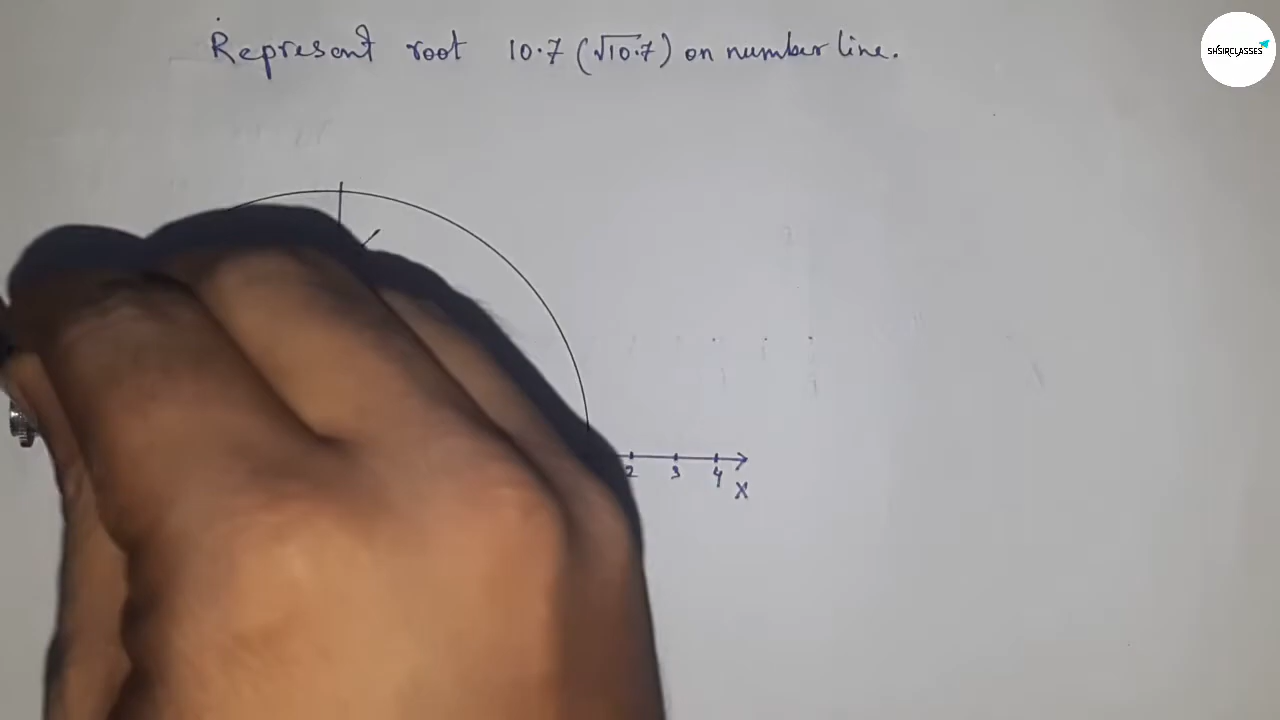 Represent root 10.7 (√10.7) on number line.
SHSIRCLASSES
2 3 4
X